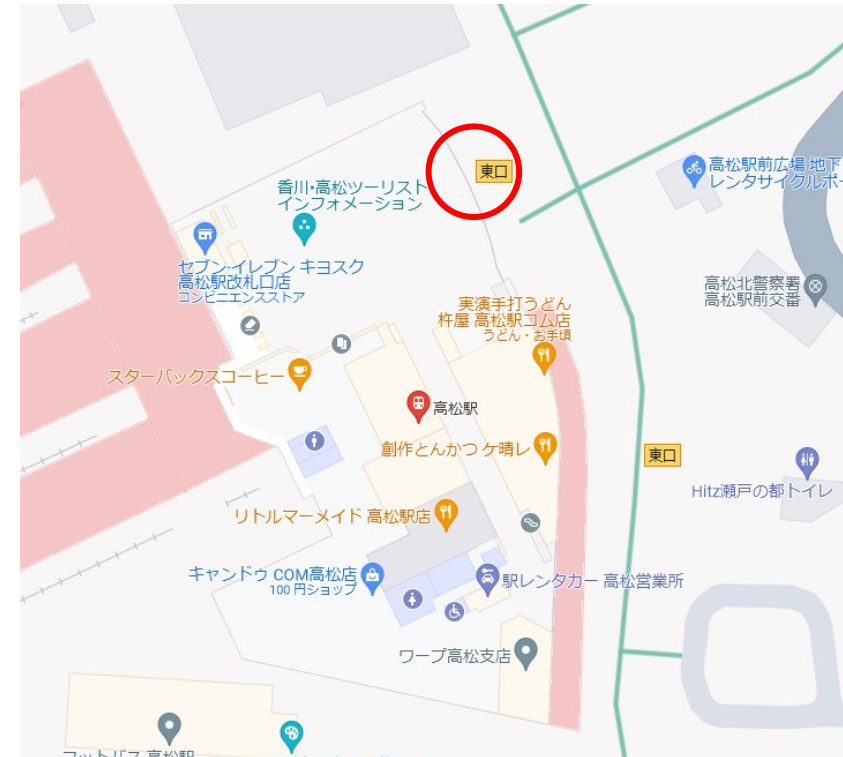 東口
高松駅前広場 地下
レンタサイクルポー
香川・高松ツーリスト
インフォメーション
セブン-イレブン キヨスク
高松駅改札口店
コンビニエンスストア
高松北警察署
高松駅前交番
実演手打うどん
杵屋 高松駅コム店
うどん・お手頃
スターバックスコーヒー
高松駅
創作とんかつ ケ晴レ
東口
Hitz瀬戸の都トイレ
リトルマーメイド 高松駅店
キャンドゥ COM高松店
100 円ショップ
駅レンタカー 高松営業所
ワープ高松支店
フットバス 高松駅